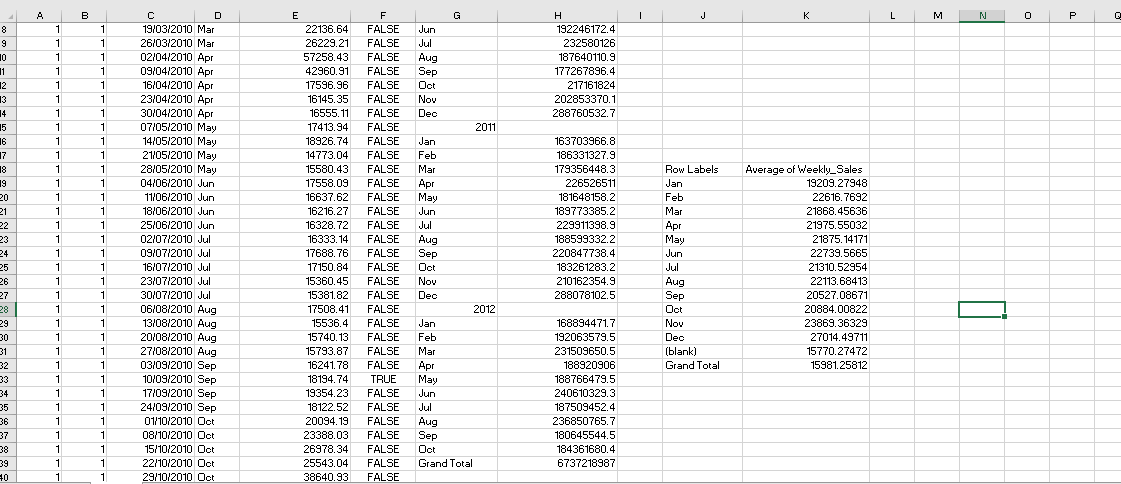 A B C D E F G H I J K L M N O P Q
8 1 1 19/03/2010 Mar 22136.64 FALSE Jun 192246172.4
9 1 1 26/03/2010 Mar 26229.21 FALSE Jul 232580126
10 1 1 02/04/2010 Apr 57258.43 FALSE Aug 187640110.9
11 1 1 09/04/2010 Apr 42960.91 FALSE Sep 177267896.4
12 1 1 16/04/2010 Apr 17596.96 FALSE Oct 217161824
13 1 1 23/04/2010 Apr 16145.35 FALSE Nov 202853370.1
14 1 1 30/04/2010 Apr 16555.11 FALSE Dec 288760532.7
15 1 1 07/05/2010 May 17413.94 FALSE 2011
16 1 1 14/05/2010 May 18926.74 FALSE Jan 163703966.8
17 1 1 21/05/2010 May 14773.04 FALSE Feb 186331327.9
18 1 1 28/05/2010 May 15580.43 FALSE Mar 179356448.3 Row Labels Average of Weekly_Sales
19 1 1 04/06/2010 Jun 17558.09 FALSE Apr 226526511 Jan 19209.27948
20 1 1 11/06/2010 Jun 16637.62 FALSE May 181648158.2 Feb 22616.7692
21 1 1 18/06/2010 Jun 16216.27 FALSE Jun 189773385.2 Mar 21868.45636
22 1 1 25/06/2010 Jun 16328.72 FALSE Jul 229911398.9 Apr 21975.55032
23 1 1 02/07/2010 Jul 16333.14 FALSE Aug 188599332.2 May 21875.14171
24 1 1 09/07/2010 Jul 17688.76 FALSE Sep 220847738.4 Jun 22739.5665
25 1 1 16/07/2010 Jul 17150.84 FALSE Oct 183261283.2 Jul 21310.52954
26 1 1 23/07/2010 Jul 15360.45 FALSE Nov 210162354.9 Aug 22113.68413
27 1 1 30/07/2010 Jul 15381.82 FALSE Dec 288078102.5 Sep 20527.08671
28 1 1 06/08/2010 Aug 17508.41 FALSE 2012 Oct 20884.00822
29 1 1 13/08/2010 Aug 15536.4 FALSE Jan 168894471.7 Nov 23869.36329
30 1 1 20/08/2010 Aug 15740.13 FALSE Feb 192063579.5 Dec 27014.49711
31 1 1 27/08/2010 Aug 15793.87 FALSE Mar 231509650.5 (blank) 15770.27472
32 1 1 03/09/2010 Sep 16241.78 FALSE Apr 188920906 Grand Total 15981.25812
33 1 1 10/09/2010 Sep 18194.74 TRUE May 188766479.5
34 1 1 17/09/2010 Sep 19354.23 FALSE Jun 240610329.3
35 1 1 24/09/2010 Sep 18122.52 FALSE Jul 187509452.4
36 1 1 01/10/2010 Oct 20094.19 FALSE Aug 236850765.7
37 1 1 08/10/2010 Oct 23388.03 FALSE Sep 180645544.5
38 1 1 15/10/2010 Oct 26978.34 FALSE Oct 184361680.4
39 1 1 22/10/2010 Oct 25543.04 FALSE Grand Total 6737218987
40 1 1 29/10/2010 Oct 38640.93 FALSE